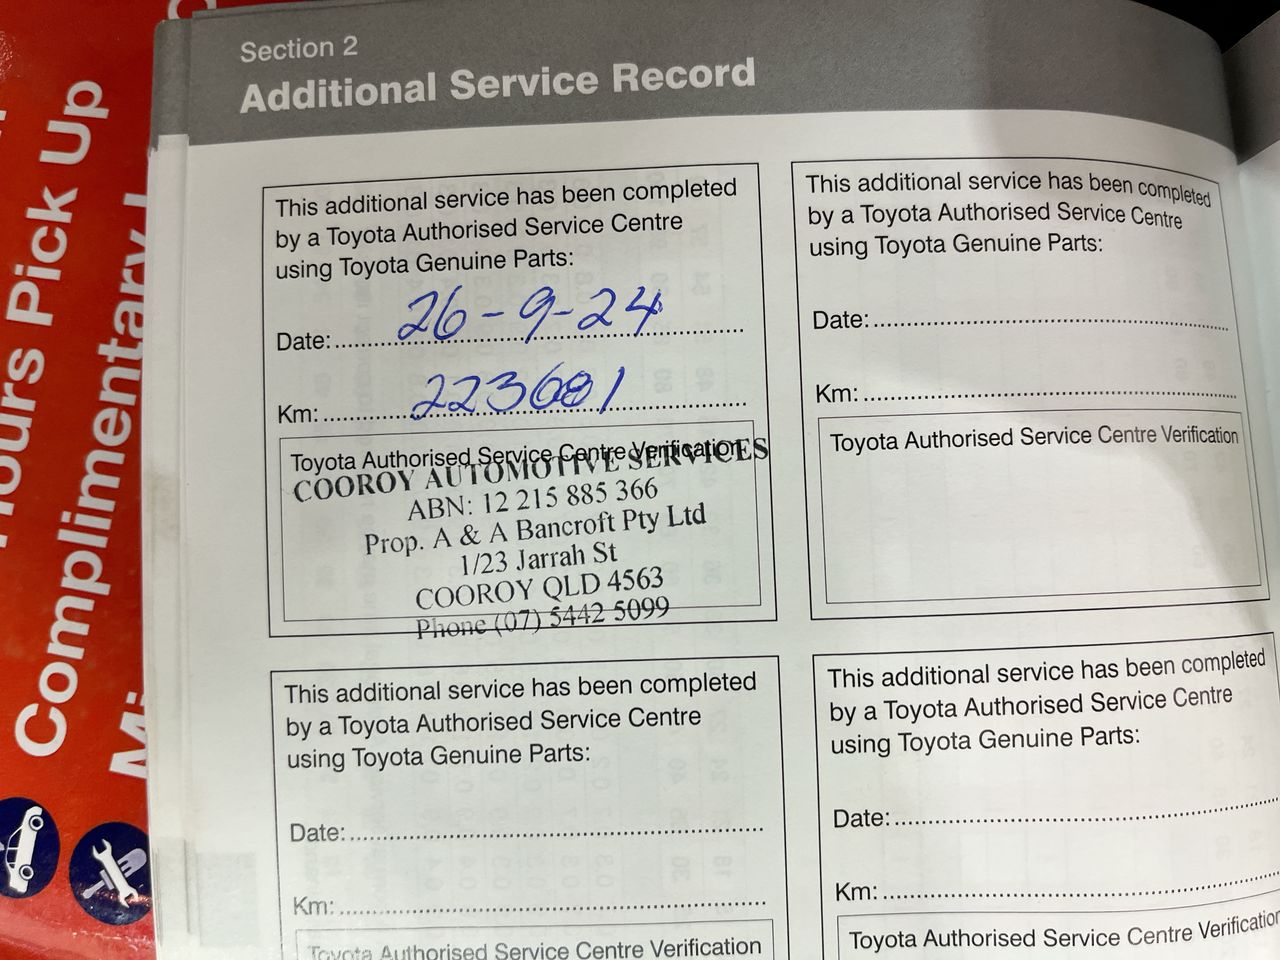 Section 2
Additional Service Record
This additional service has been completed
by a Toyota Authorised Service Centre
using Toyota Genuine Parts:
Date: 26-9-24
Km: 223681
Toyota Authorised Service Centre Verification
COOROY AUTOMOTIVE SERVICES
ABN: 12 215 885 366
Prop. A & A Bancroft Pty Ltd
1/23 Jarrah St
COOROY QLD 4563
Phone (07) 5442 5099
This additional service has been completed
by a Toyota Authorised Service Centre
using Toyota Genuine Parts:
Date:
Km:
Toyota Authorised Service Centre Verification
This additional service has been completed
by a Toyota Authorised Service Centre
using Toyota Genuine Parts:
Date:
Km:
Toyota Authorised Service Centre Verification
This additional service has been completed
by a Toyota Authorised Service Centre
using Toyota Genuine Parts:
Date:
Km:
Toyota Authorised Service Centre Verification
Hours Pick Up
Complimentary